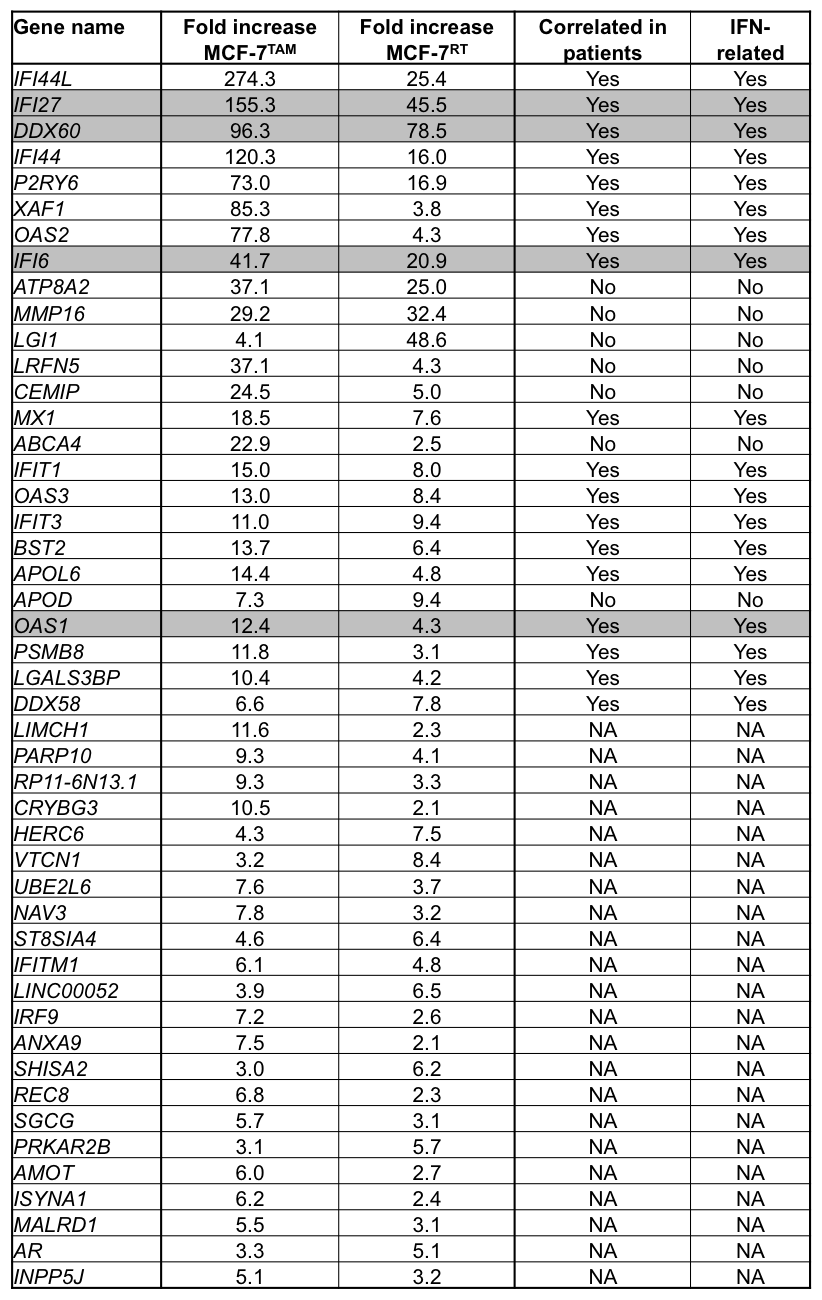 Gene name Fold increase MCF-7TAM Fold increase MCF-7RT Correlated in patients IFN-related
IFI44L 274.3 25.4 Yes Yes
IFI27 155.3 45.5 Yes Yes
DDX60 96.3 78.5 Yes Yes
IFI44 120.3 16.0 Yes Yes
P2RY6 73.0 16.9 Yes Yes
XAF1 85.3 3.8 Yes Yes
OAS2 77.8 4.3 Yes Yes
IFI6 41.7 20.9 Yes Yes
ATP8A2 37.1 25.0 No No
MMP16 29.2 32.4 No No
LGI1 4.1 48.6 No No
LRFN5 37.1 4.3 No No
CEMIP 24.5 5.0 No No
MX1 18.5 7.6 Yes Yes
ABCA4 22.9 2.5 No No
IFIT1 15.0 8.0 Yes Yes
OAS3 13.0 8.4 Yes Yes
IFIT3 11.0 9.4 Yes Yes
BST2 13.7 6.4 Yes Yes
APOL6 14.4 4.8 Yes Yes
APOD 7.3 9.4 No No
OAS1 12.4 4.3 Yes Yes
PSMB8 11.8 3.1 Yes Yes
LGALS3BP 10.4 4.2 Yes Yes
DDX58 6.6 7.8 Yes Yes
LIMCH1 11.6 2.3 NA NA
PARP10 9.3 4.1 NA NA
RP11-6N13.1 9.3 3.3 NA NA
CRYBG3 10.5 2.1 NA NA
HERC6 4.3 7.5 NA NA
VTCN1 3.2 8.4 NA NA
UBE2L6 7.6 3.7 NA NA
NAV3 7.8 3.2 NA NA
ST8SIA4 4.6 6.4 NA NA
IFITM1 6.1 4.8 NA NA
LINC00052 3.9 6.5 NA NA
IRF9 7.2 2.6 NA NA
ANXA9 7.5 2.1 NA NA
SHISA2 3.0 6.2 NA NA
REC8 6.8 2.3 NA NA
SGCG 5.7 3.1 NA NA
PRKAR2B 3.1 5.7 NA NA
AMOT 6.0 2.7 NA NA
ISYNA1 6.2 2.4 NA NA
MALRD1 5.5 3.1 NA NA
AR 3.3 5.1 NA NA
INPP5J 5.1 3.2 NA NA